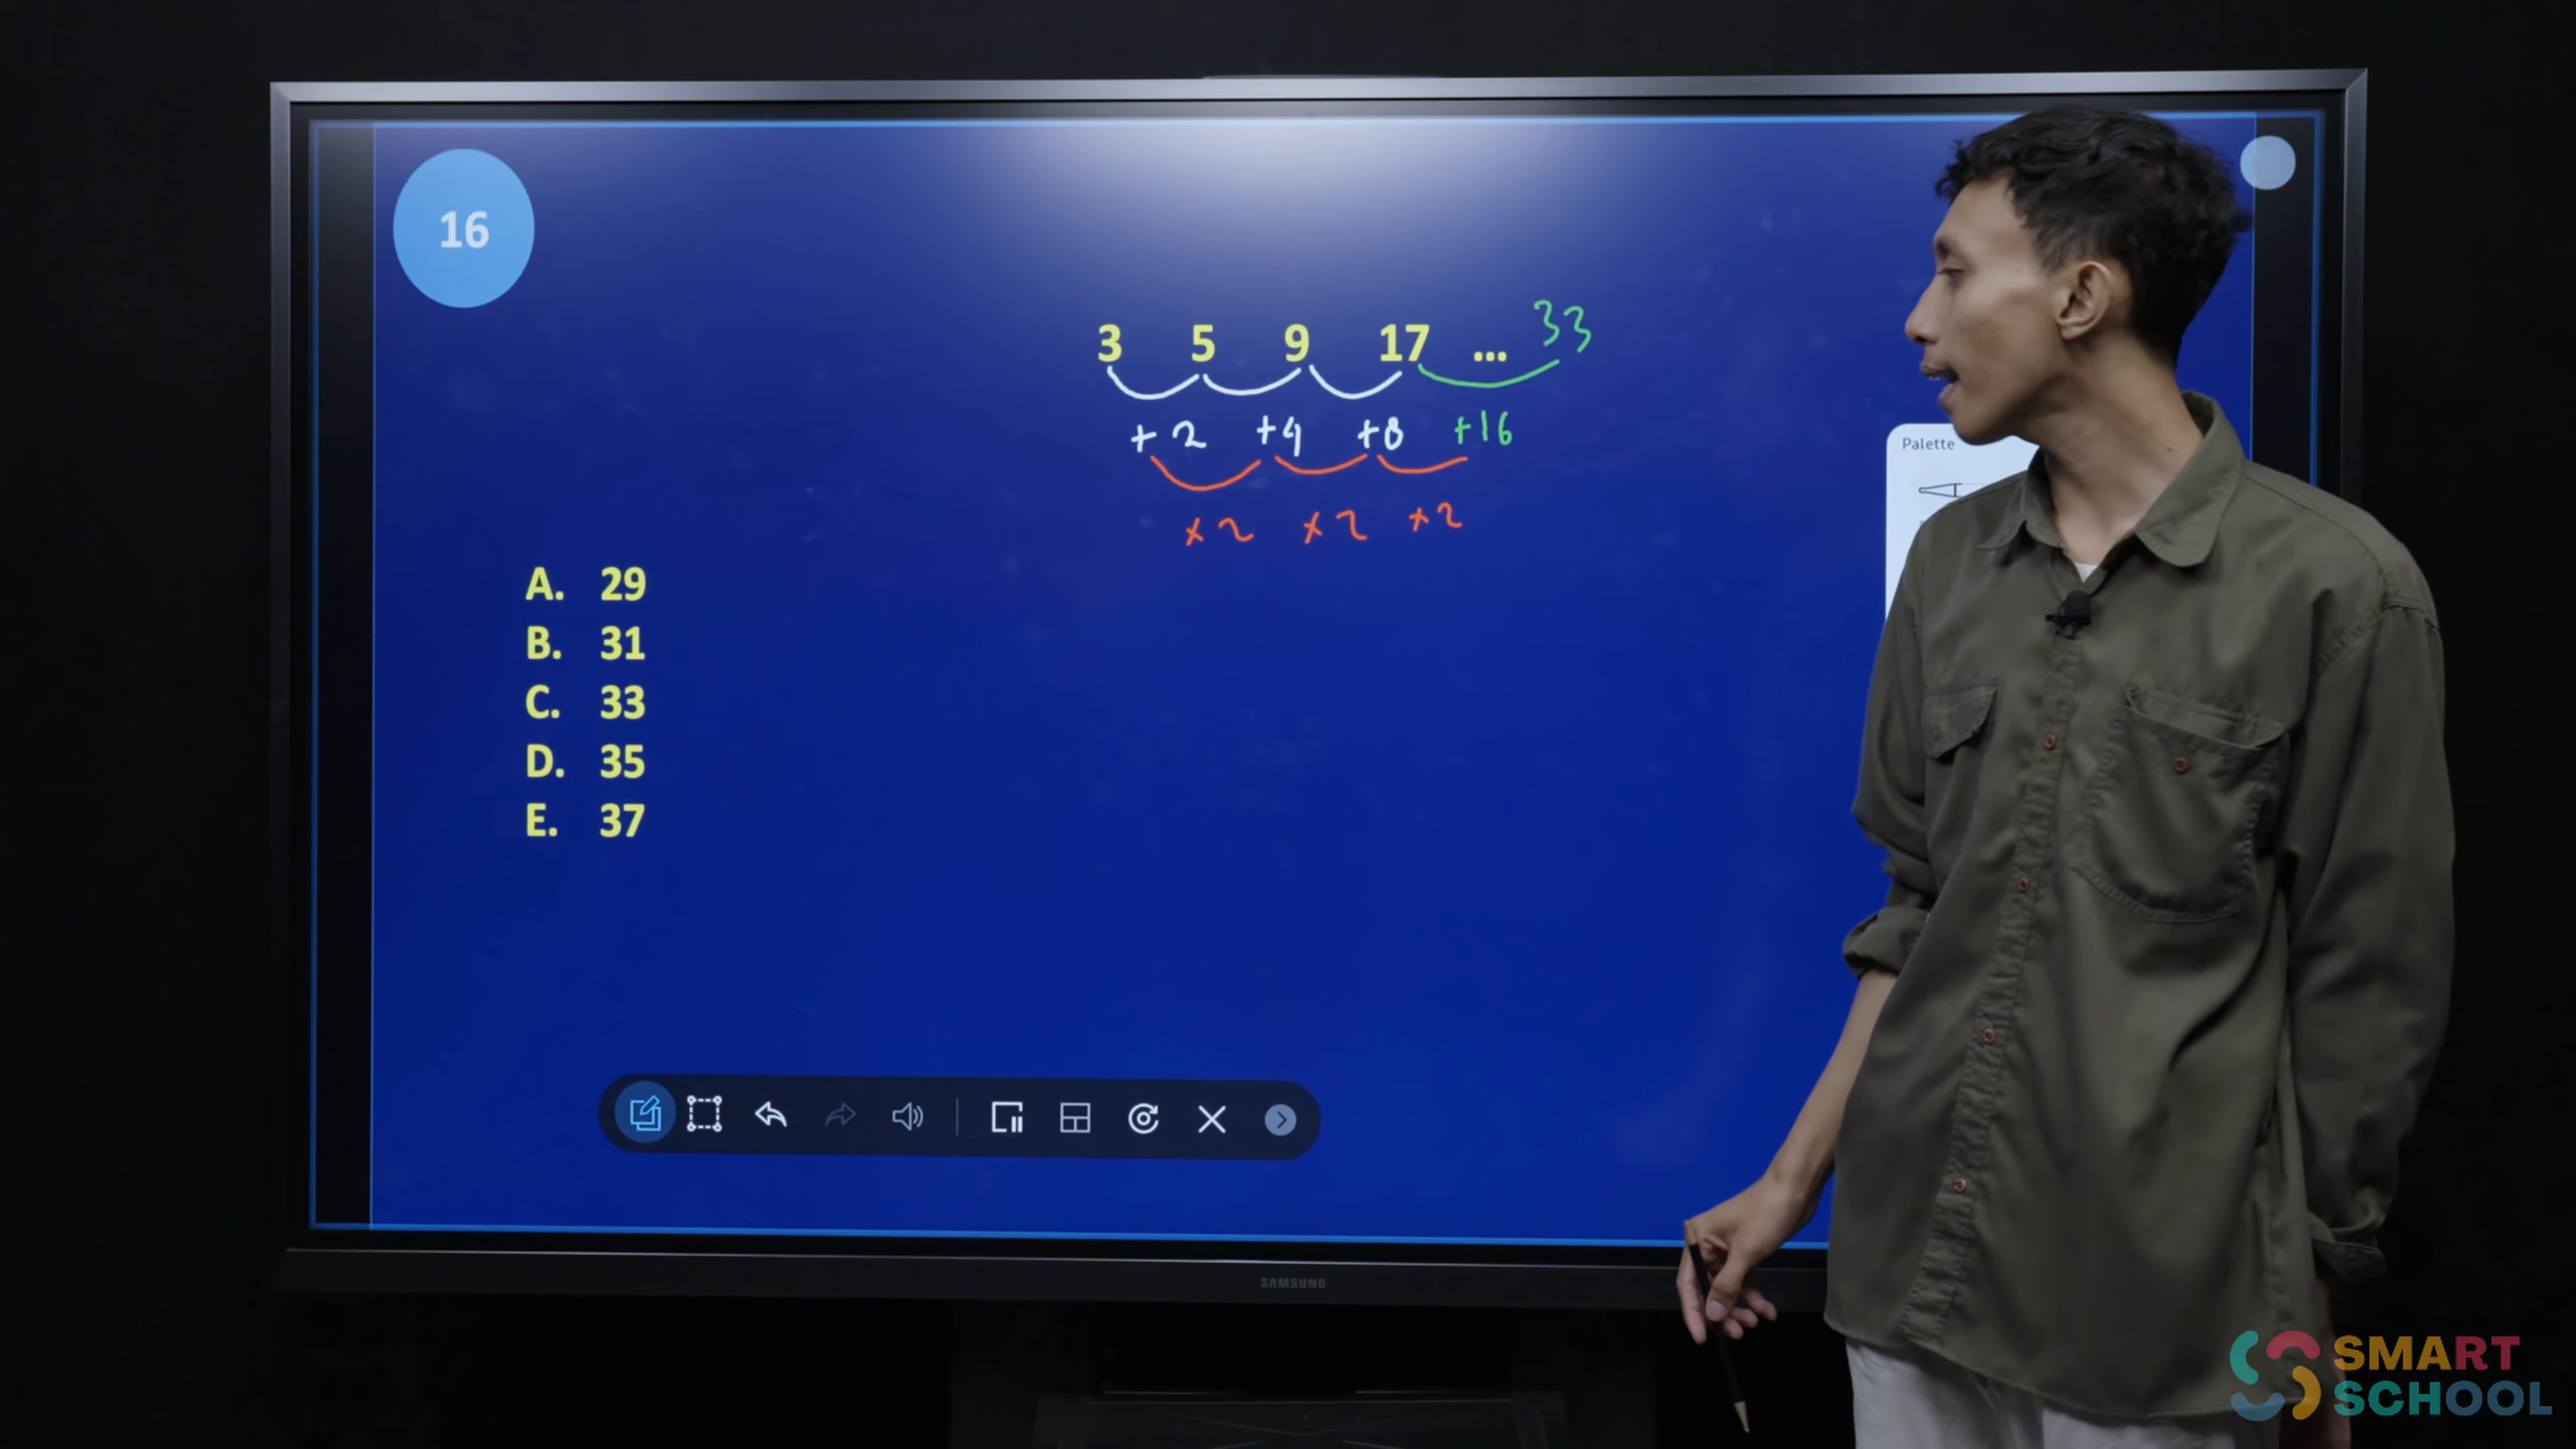 16
3 5 9 17 ... 33
+2 +4 +8 +16
×2 ×2 ×2
Palette
A. 29
B. 31
C. 33
D. 35
E. 37
SAMSUNG
SMART
SCHOOL